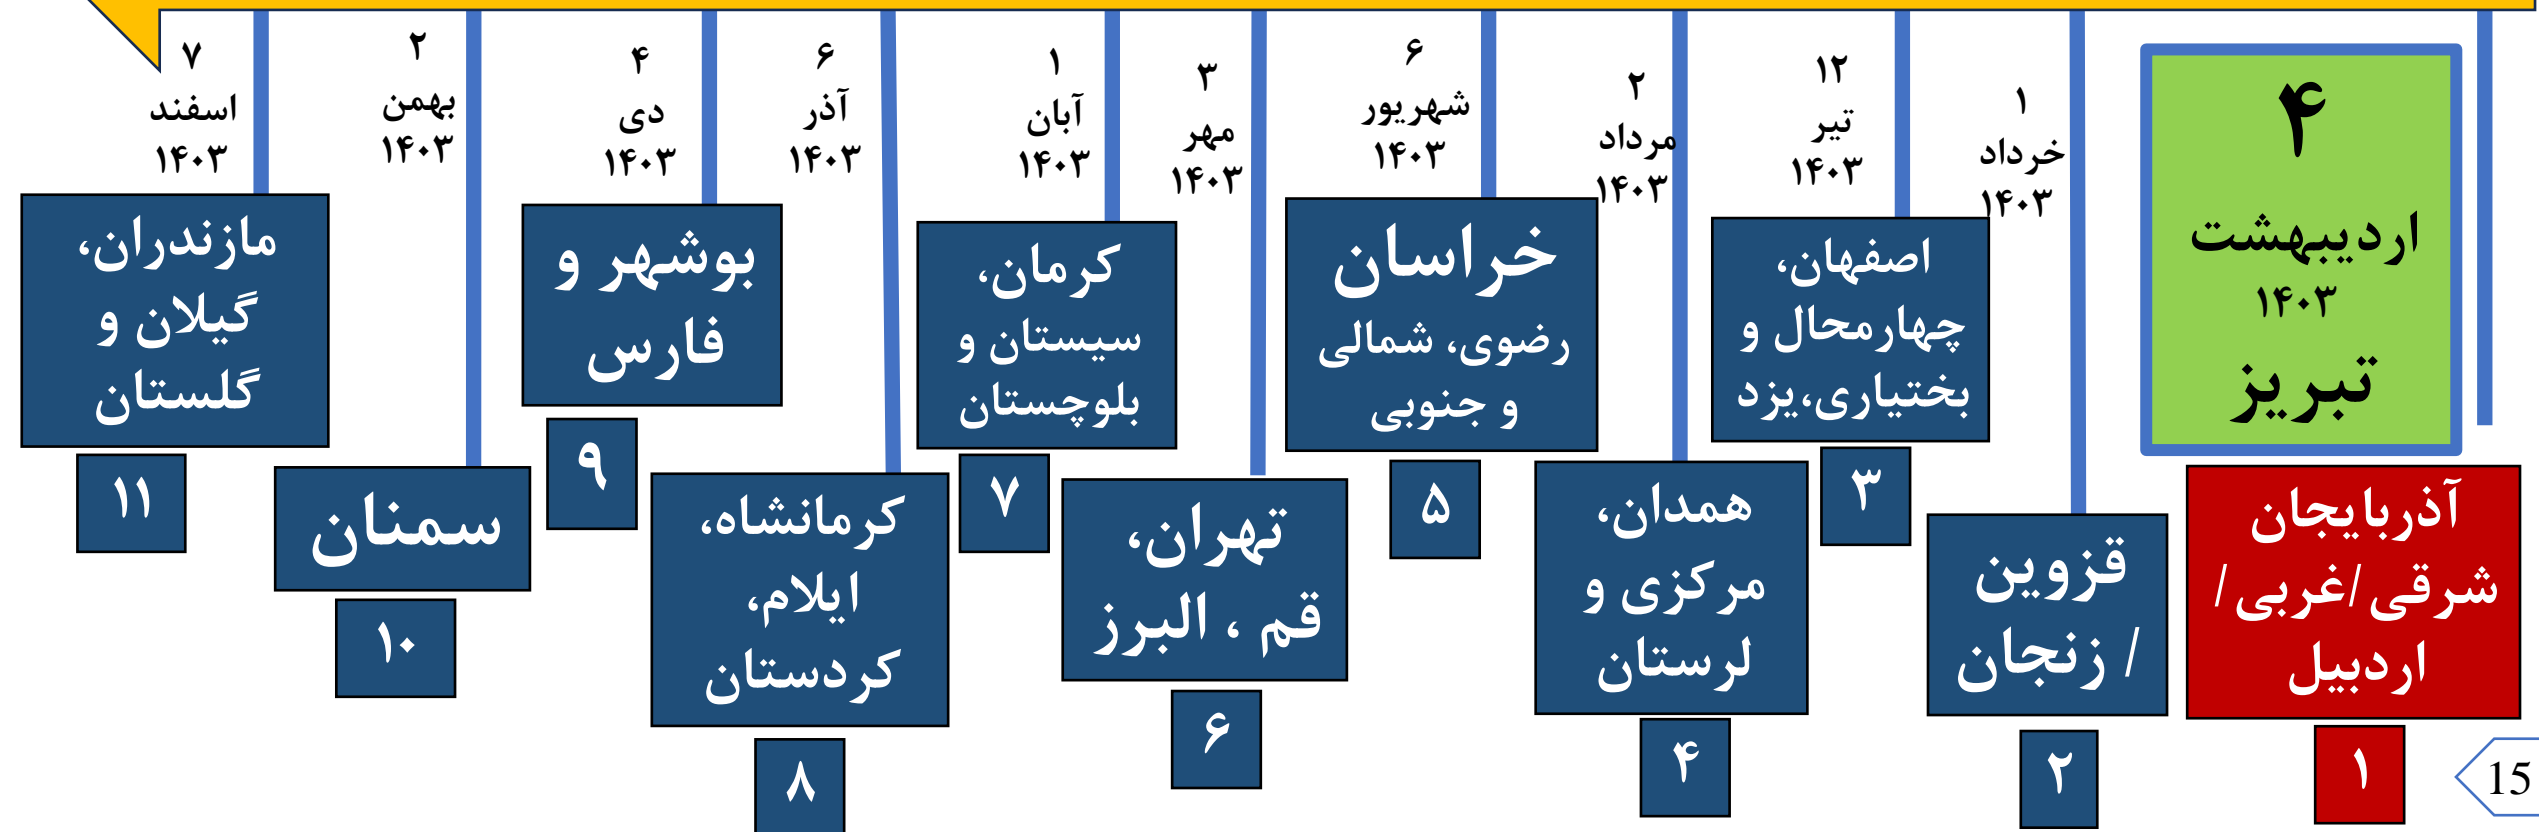 ۴
اردیبهشت
۱۴۰۳
تبریز
آذربایجان
شرقی/غربی/
اردبیل
۱
۱
خرداد
۱۴۰۳
قزوین
/ زنجان
۲
۱۲
تیر
۱۴۰۳
اصفهان،
چهارمحال و
بختیاری،یزد
۳
۲
مرداد
۱۴۰۳
همدان،
مرکزی و
لرستان
۴
۶
شهریور
۱۴۰۳
خراسان
رضوی، شمالی
و جنوبی
۵
۳
مهر
۱۴۰۳
تهران،
قم ، البرز
۶
۱
آبان
۱۴۰۳
کرمان،
سیستان و
بلوچستان
۷
۶
آذر
۱۴۰۳
کرمانشاه،
ایلام،
کردستان
۸
۴
دی
۱۴۰۳
بوشهر و
فارس
۹
۲
بهمن
۱۴۰۳
سمنان
۱۰
۷
اسفند
۱۴۰۳
مازندران،
گیلان و
گلستان
۱۱
15